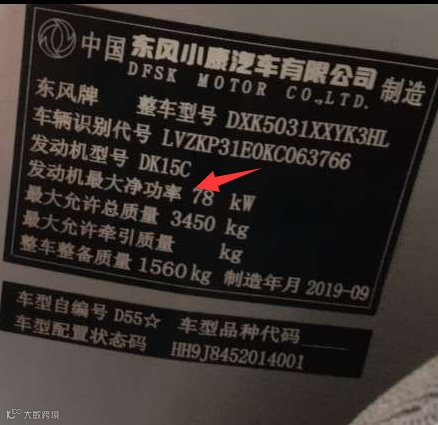 中国 东风小康汽车有限公司 制造
DFSK MOTOR CO.,LTD.
东风牌 整车型号 DXK5031XXYK3HL
车辆识别代号 LVZKP31E0KC063766
发动机型号 DK15C
发动机最大净功率 78 kW
最大允许总质量 3450 kg
最大允许牵引质量 kg
整车整备质量 1560 kg 制造年月 2019-09
车型自编号 D55☆ 车型品种代码
车型配置状态码 HH9J8452014001
大数跨境